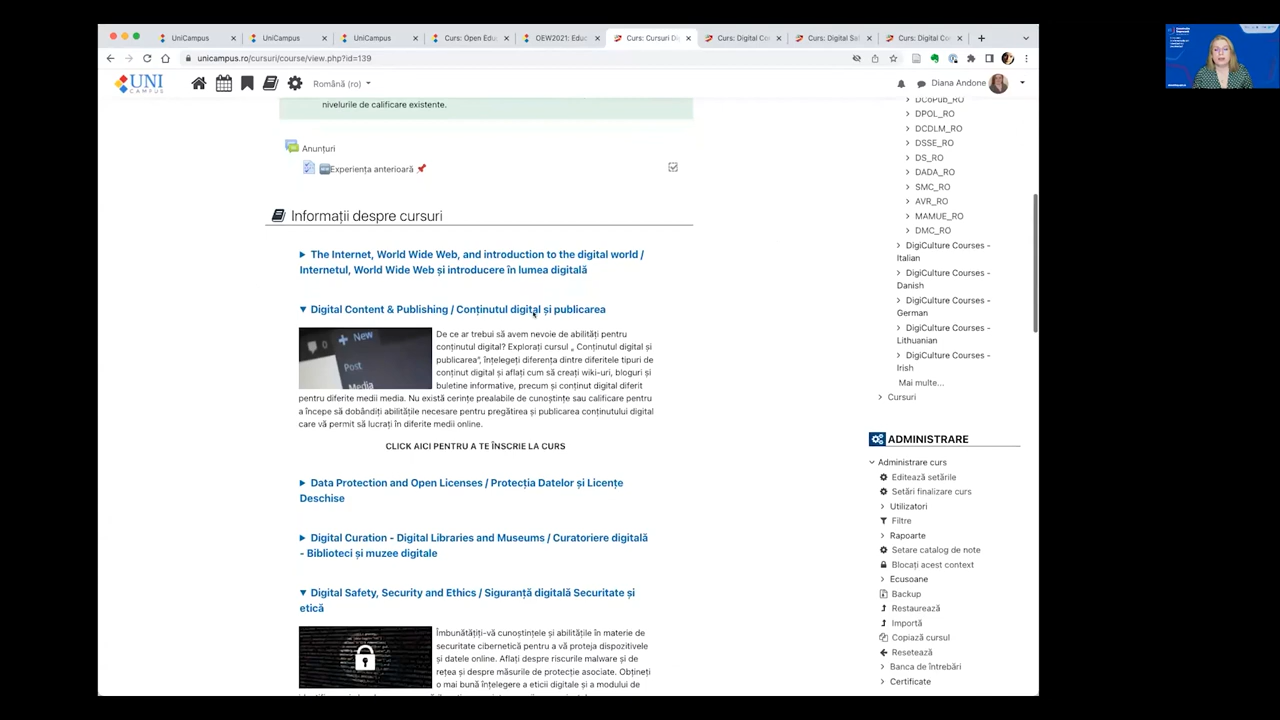 UniCampus
UniCampus
UniCampus
Curs: Open Edu
OEW2021: Educ
Curs: Cursuri Di
Curs: Digital Co
Curs: Digital Sa
Curs: Digital Co
unicampus.ro/cursuri/course/view.php?id=139
UNI
CAMPUS
Română (ro)
Diana Andone
nivelurile de calificare existente.
Anunțuri
Experiența anterioară
Informații despre cursuri
The Internet, World Wide Web, and introduction to the digital world /
Internetul, World Wide Web și introducere în lumea digitală
Digital Content & Publishing / Conținutul digital și publicarea
0
+ New
Post
Media
De ce ar trebui să avem nevoie de abilități pentru
conținutul digital? Explorați cursul „ Conținutul digital și
publicarea", înțelegeți diferența dintre diferitele tipuri de
conținut digital și aflați cum să creați wiki-uri, bloguri și
buletine informative, precum și conținut digital diferit
pentru diferite medii media. Nu există cerințe prealabile de cunoștințe sau calificare pentru
a începe să dobândiți abilitățile necesare pentru pregătirea și publicarea conținutului digital
care vă permit să lucrați în diferite medii online.
CLICK AICI PENTRU A TE ÎNSCRIE LA CURS
Data Protection and Open Licenses / Protecția Datelor și Licențe
Deschise
Digital Curation - Digital Libraries and Museums / Curatoriere digitală
- Biblioteci și muzee digitale
Digital Safety, Security and Ethics / Siguranță digitală Securitate și
etică
Îmbunătățiți-vă cunoștințele și abilitățile în materie de
securitate cibernetică pentru a vă proteja dispozitivele
și datele online. Aflați despre riscurile malware și de
rețea și despre măsurile de protecție asociate. Obțineți
o mai bună înțelegere a eticii digitale și a modului de
DCoPub_RO
DPOL_RO
DCDLM_RO
DSSE_RO
DS_RO
DADA_RO
SMC_RO
AVR_RO
MAMUE_RO
DMC_RO
DigiCulture Courses -
Italian
DigiCulture Courses -
Danish
DigiCulture Courses -
German
DigiCulture Courses -
Lithuanian
DigiCulture Courses -
Irish
Mai multe...
Cursuri
ADMINISTRARE
Administrare curs
Editează setările
Setări finalizare curs
Utilizatori
Filtre
Rapoarte
Setare catalog de note
Blocați acest context
Ecusoane
Backup
Restaurează
Importă
Copiază cursul
Resetează
Banca de întrebări
Certificate